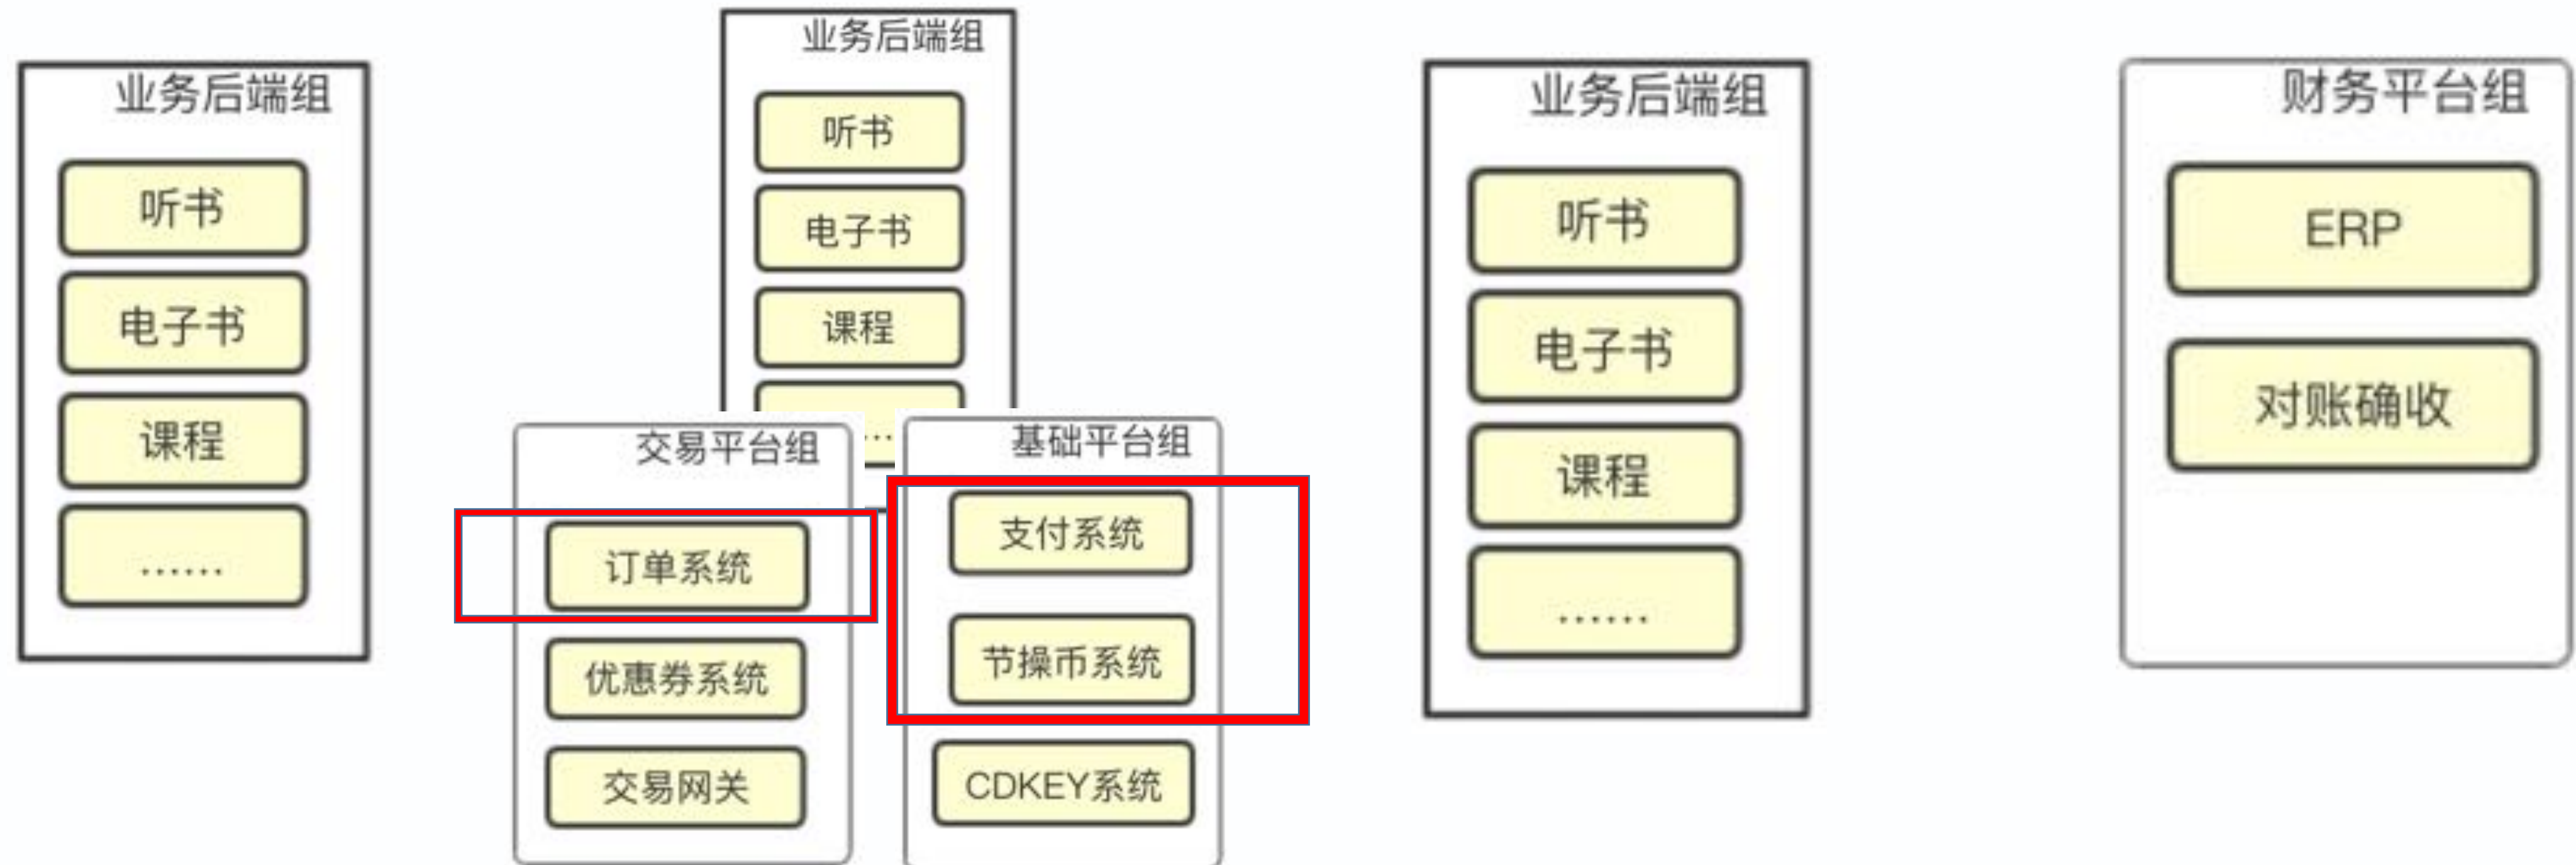 业务后端组
听书
电子书
课程
......
业务后端组
听书
电子书
课程
...
交易平台组
订单系统
优惠券系统
交易网关
基础平台组
支付系统
节操币系统
CDKEY系统
业务后端组
听书
电子书
课程
......
财务平台组
ERP
对账确收